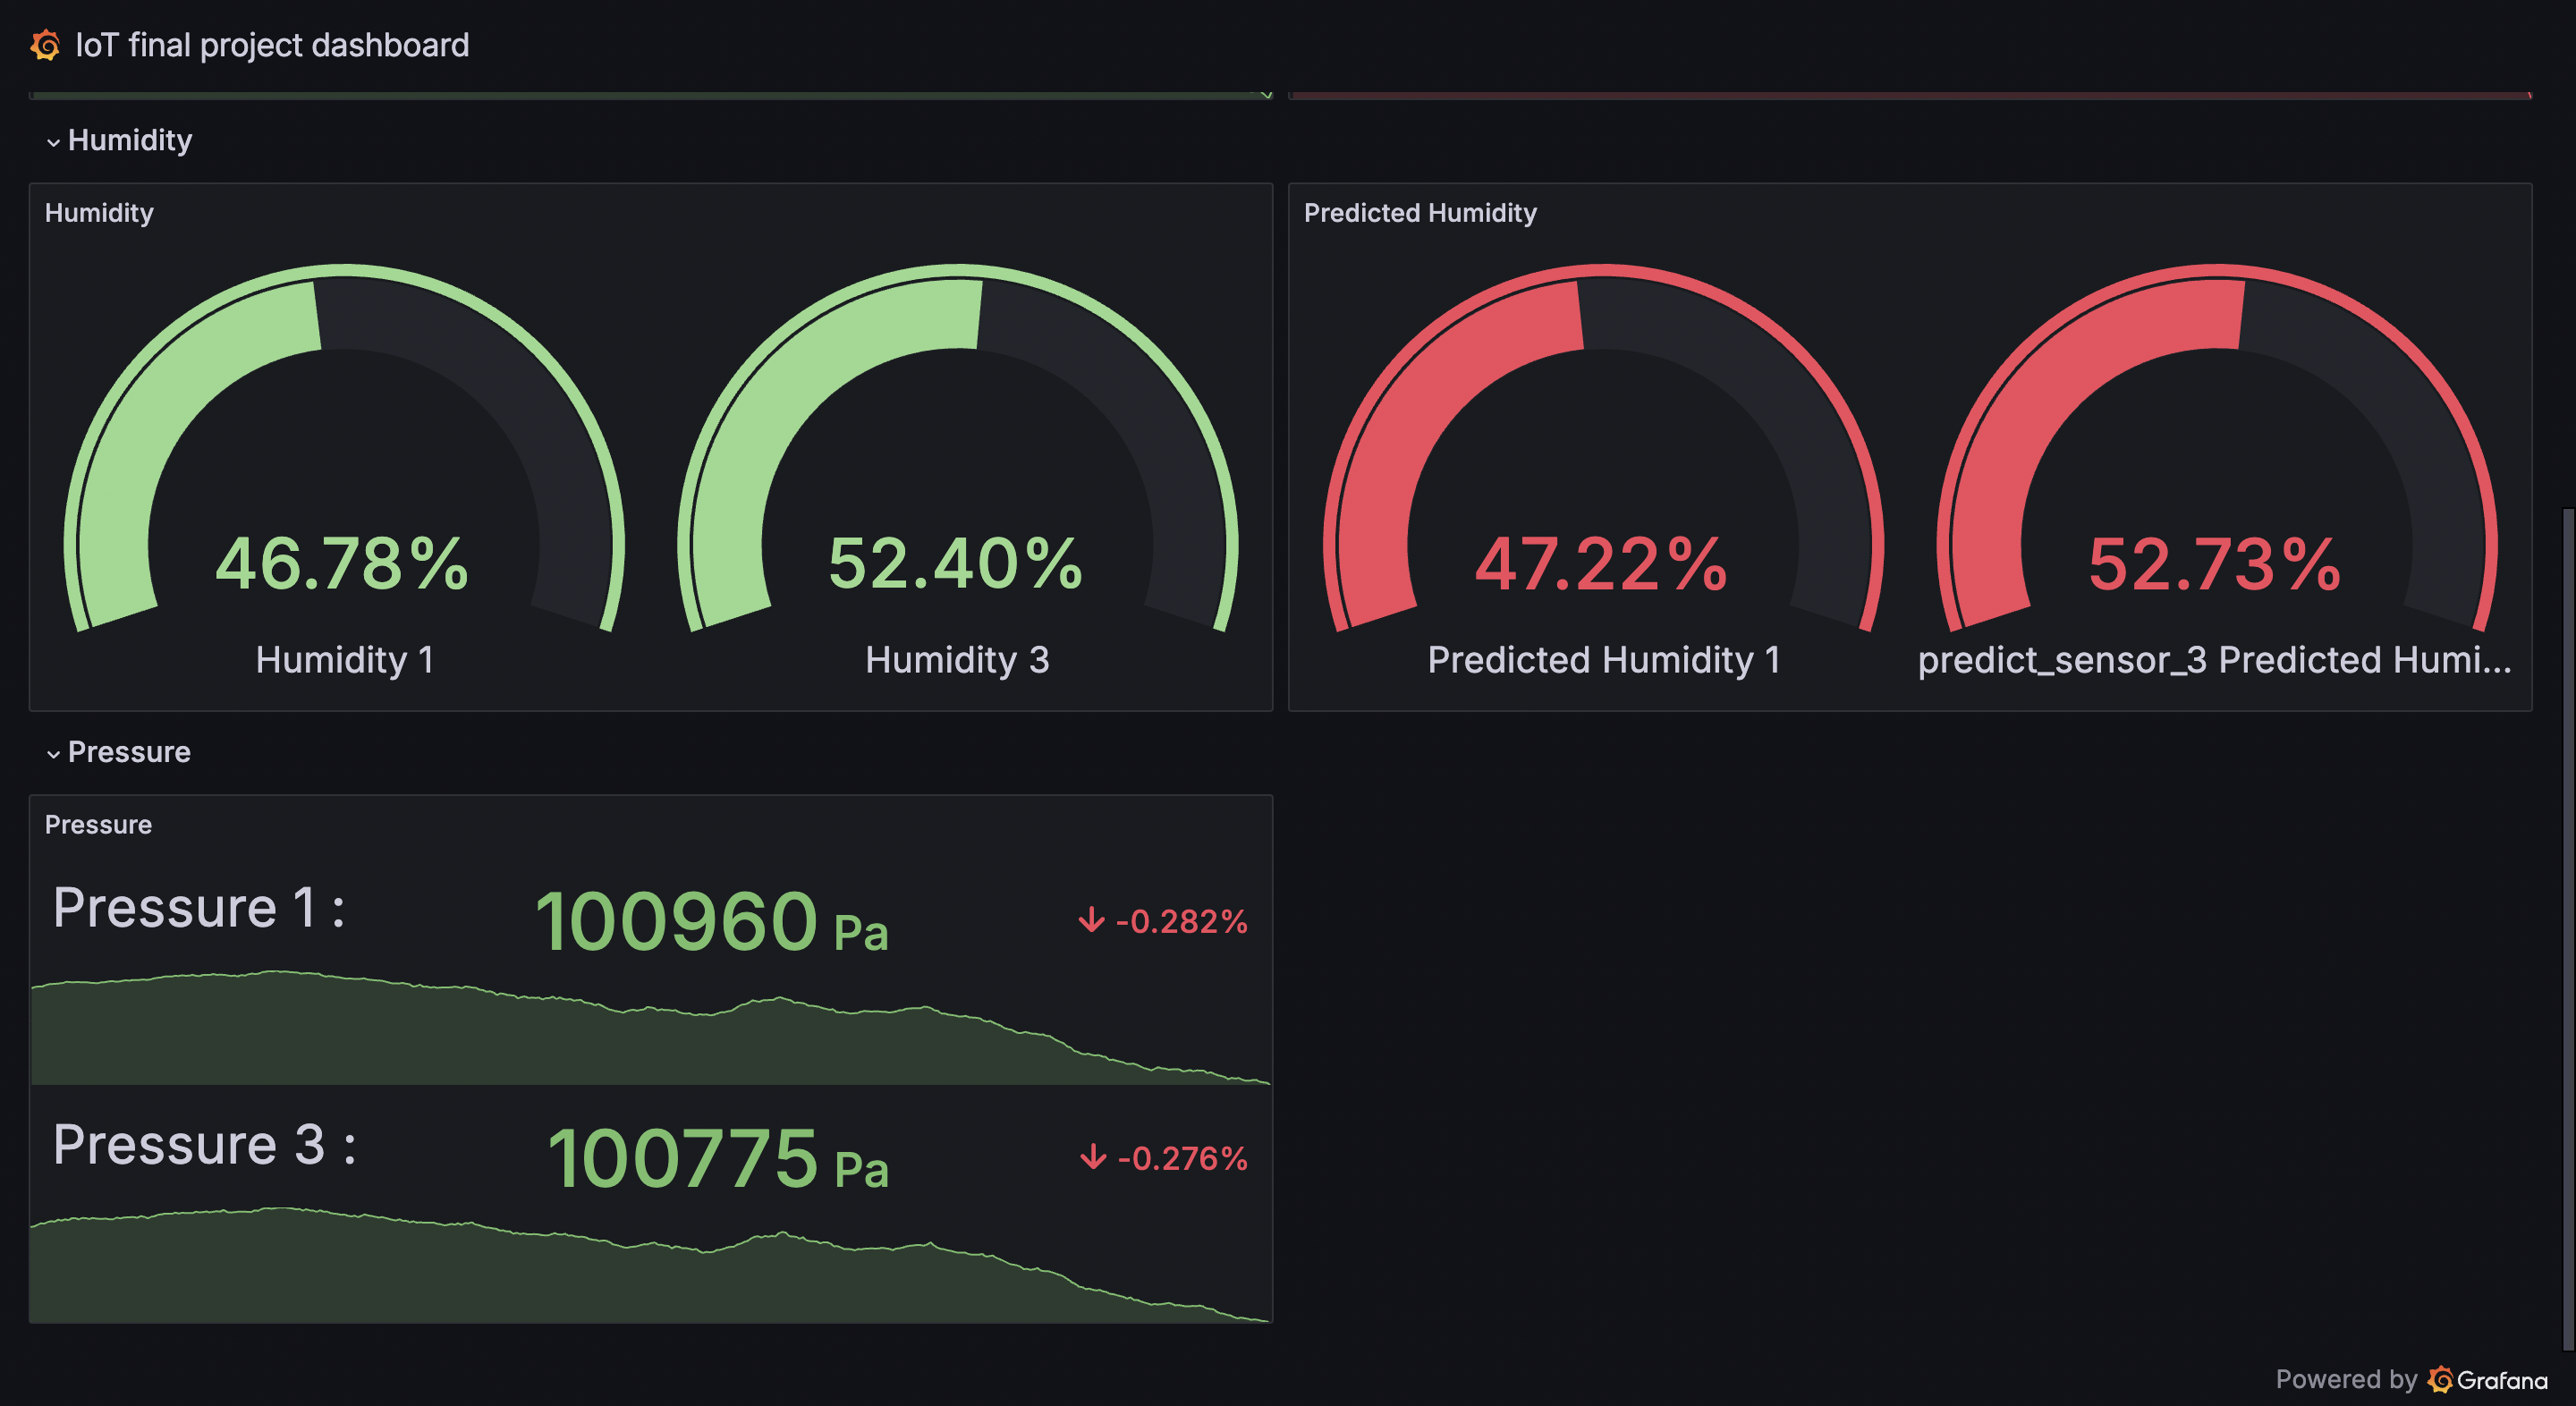 IoT final project dashboard
Humidity
Humidity
46.78%
Humidity 1
52.40%
Humidity 3
Predicted Humidity
47.22%
Predicted Humidity 1
52.73%
predict_sensor_3 Predicted Humi...
Pressure
Pressure
Pressure 1 :
100960 Pa
-0.282%
Pressure 3 :
100775 Pa
-0.276%
Powered by Grafana